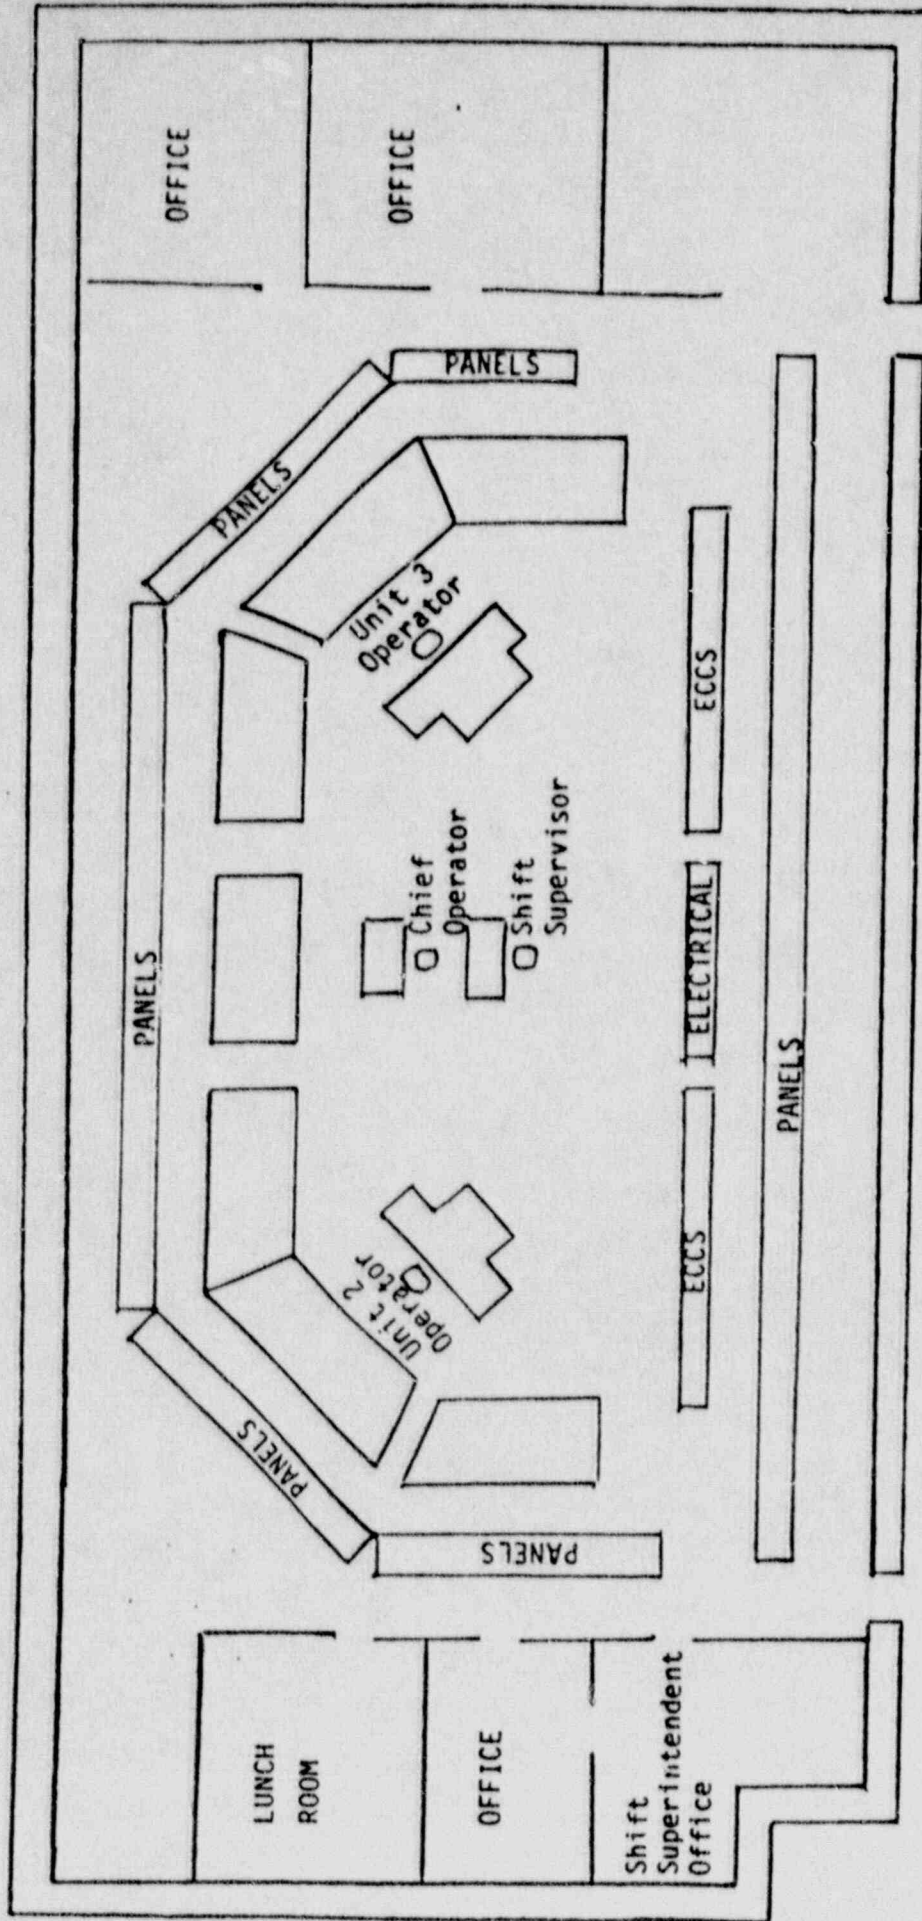 OFFICE
OFFICE
PANELS
PANELS
Unit 3
Operator
PANELS
Chief
Operator
Shift
Supervisor
ECCS
ELECTRICAL
ECCS
PANELS
Unit 2
Operator
PANELS
PANELS
LUNCH
ROOM
OFFICE
Shift
Superintendent
Office